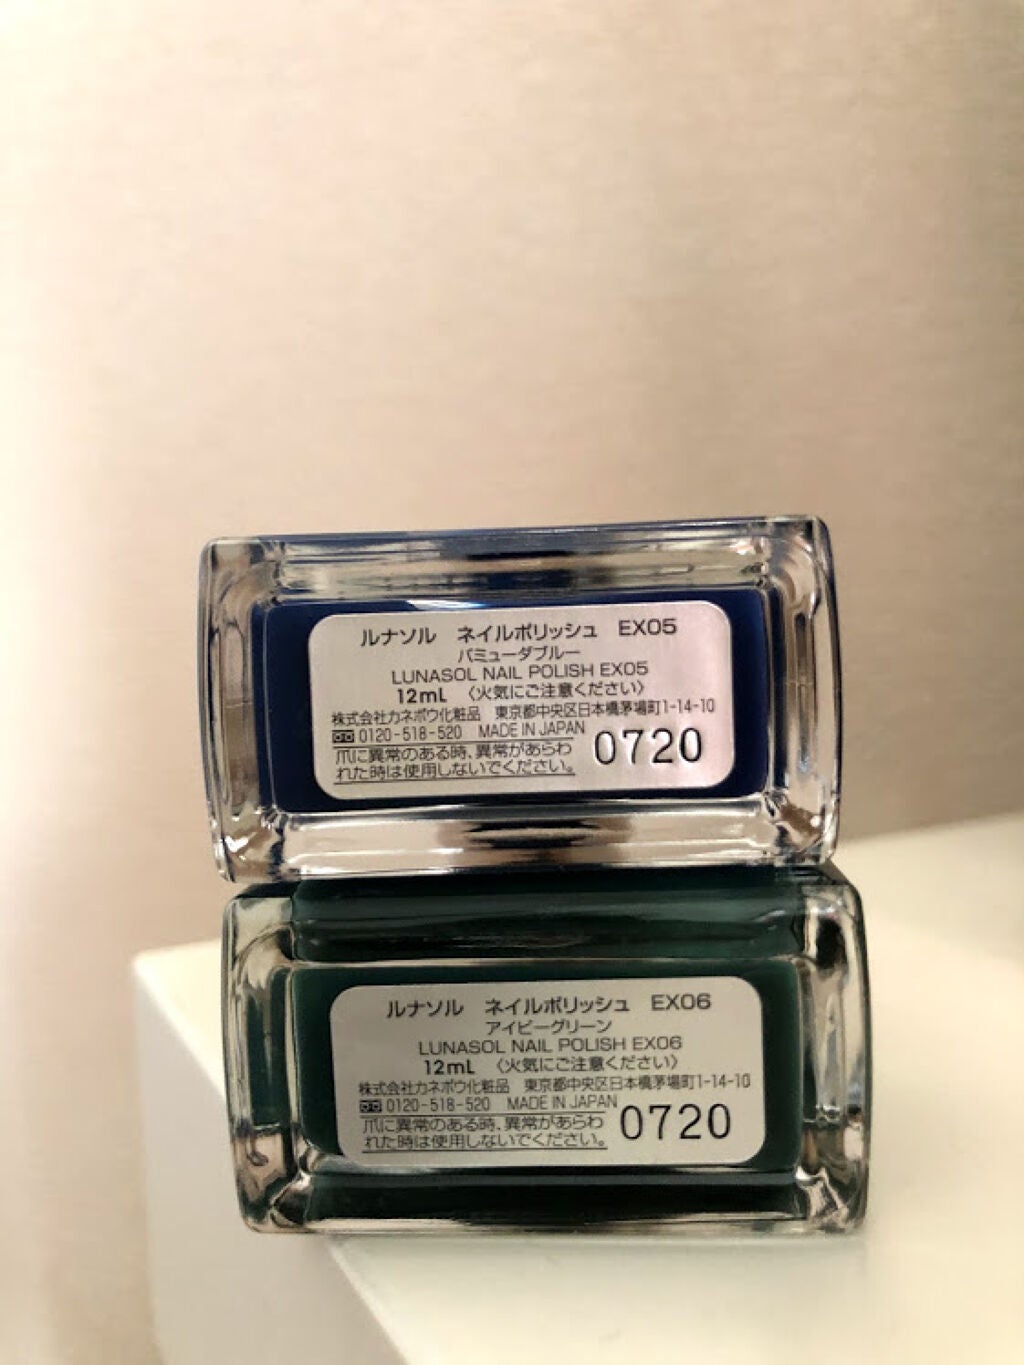 ルナソル ネイルポリッシュ EX05
バミューダブルー
LUNASOL NAIL POLISH EX05
12mL 〈火気にご注意ください〉
株式会社カネボウ化粧品 東京都中央区日本橋茅場町1-14-10
0120-518-520 MADE IN JAPAN
爪に異常のある時、異常があらわ
れた時は使用しないでください。
0720
ルナソル ネイルポリッシュ EX06
アイビーグリーン
LUNASOL NAIL POLISH EX06
12mL 〈火気にご注意ください〉
株式会社カネボウ化粧品 東京都中央区日本橋茅場町1-14-10
0120-518-520 MADE IN JAPAN
爪に異常のある時、異常があらわ
れた時は使用しないでください。
0720